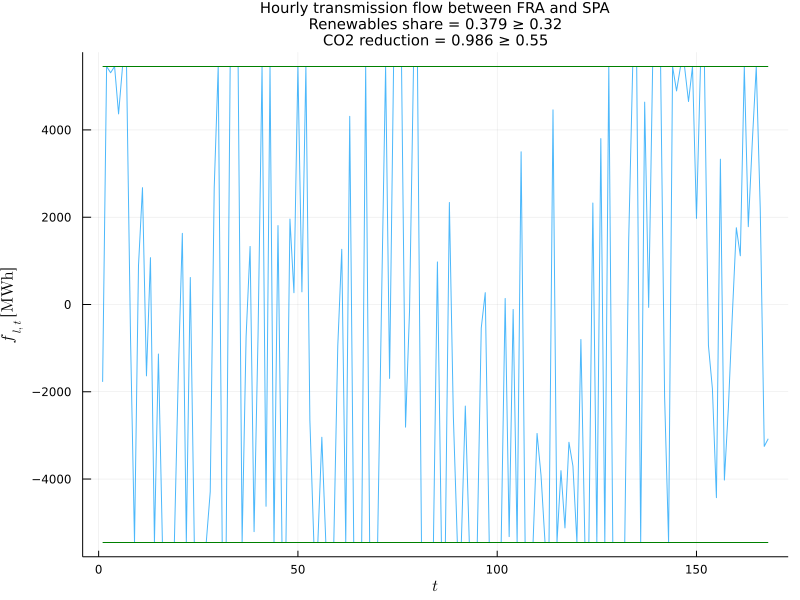 Hourly transmission flow between FRA and SPA
Renewables share = 0.379 ≥ 0.32
CO2 reduction = 0.986 ≥ 0.55
4000
2000
0
−2000
−4000
f_{l,t} [MWh]
0
50
100
150
t